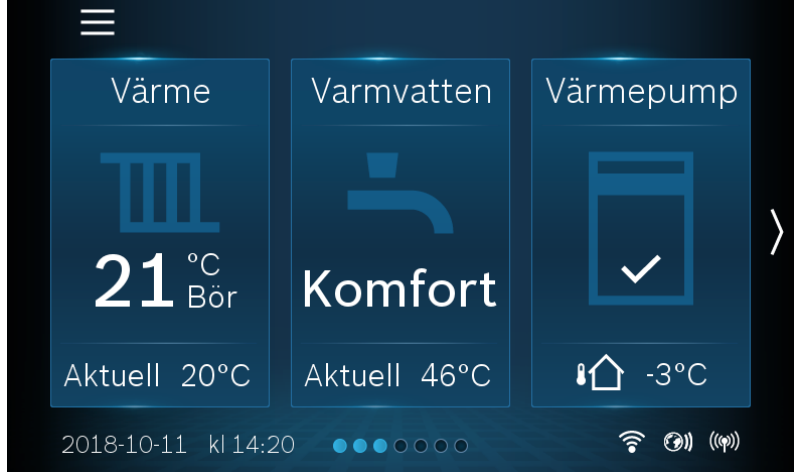 Värme
21 °C
Bör
Aktuell 20°C
Varmvatten
Komfort
Aktuell 46°C
Värmepump
-3°C
2018-10-11 kl 14:20